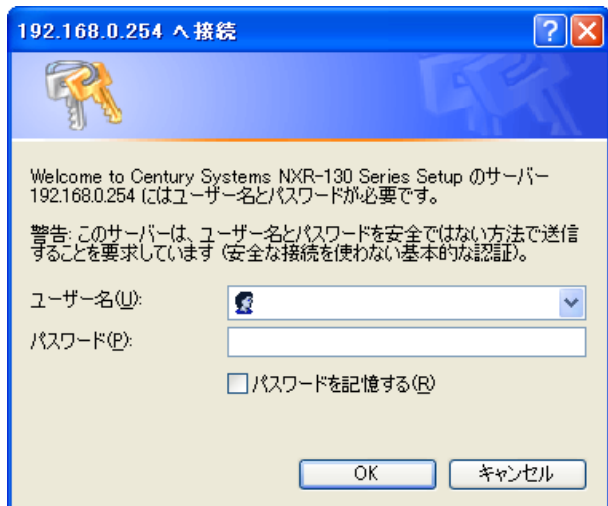 192.168.0.254 へ接続
Welcome to Century Systems NXR-130 Series Setup のサーバー
192.168.0.254 にはユーザー名とパスワードが必要です。
警告: このサーバーは、ユーザー名とパスワードを安全ではない方法で送信
することを要求しています (安全な接続を使わない基本的な認証)。
ユーザー名(U):
パスワード(P):
パスワードを記憶する(R)
OK
キャンセル